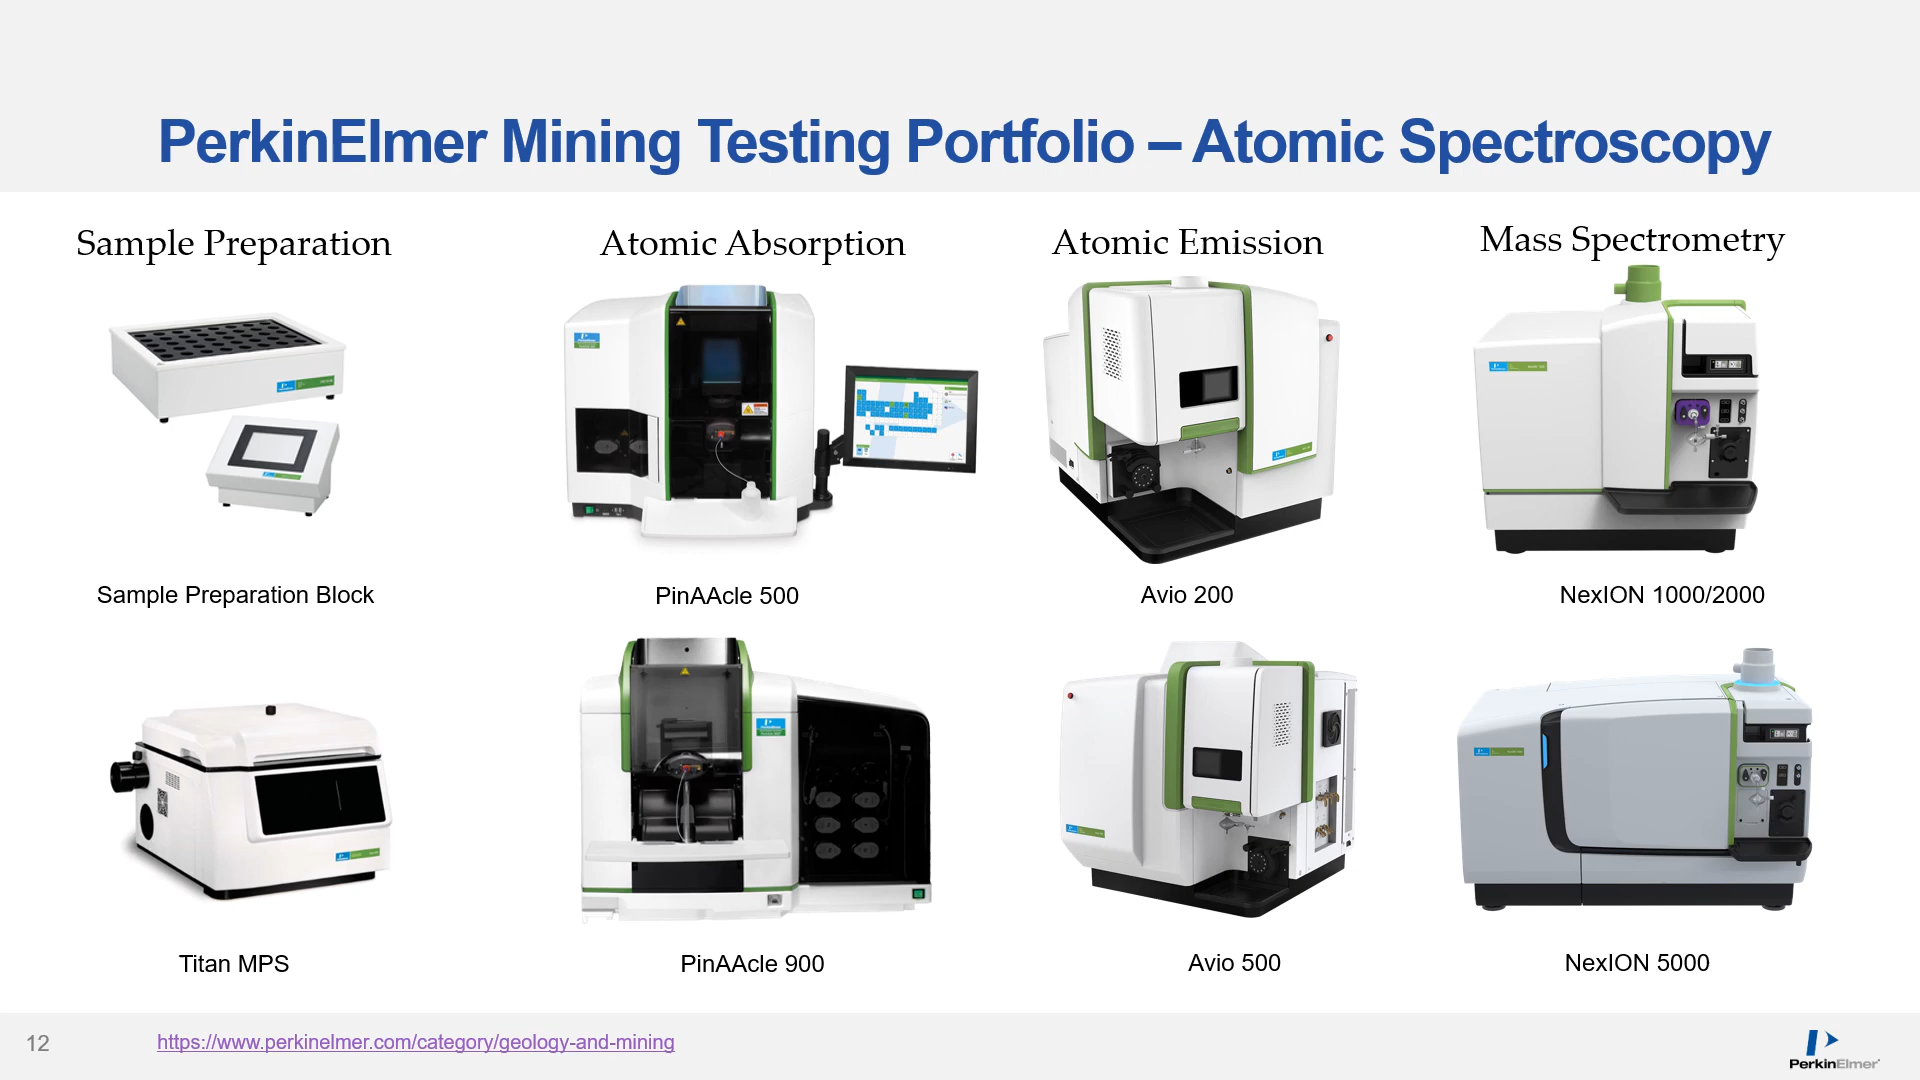 PerkinElmer Mining Testing Portfolio – Atomic Spectroscopy
Sample Preparation
Atomic Absorption
Atomic Emission
Mass Spectrometry
Sample Preparation Block
PinAAcle 500
Avio 200
NexION 1000/2000
Titan MPS
PinAAcle 900
Avio 500
NexION 5000
12
https://www.perkinelmer.com/category/geology-and-mining
PerkinElmer